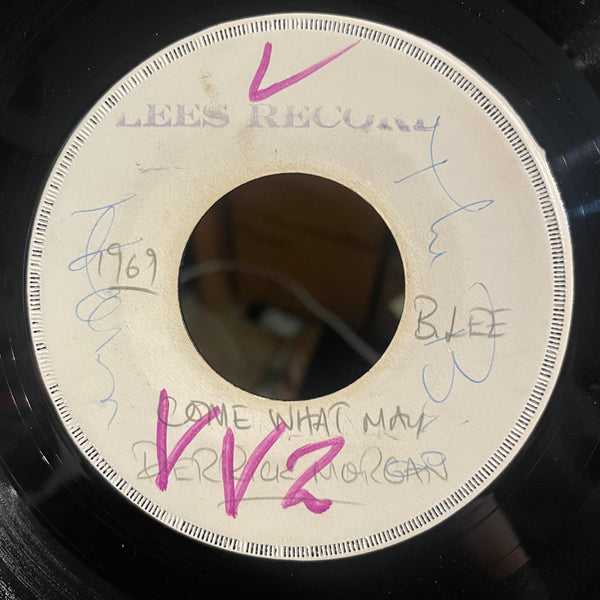 LEES RECORD
1969
B. LEE
COME WHAT MAY
DERRICK MORGAN
VV2